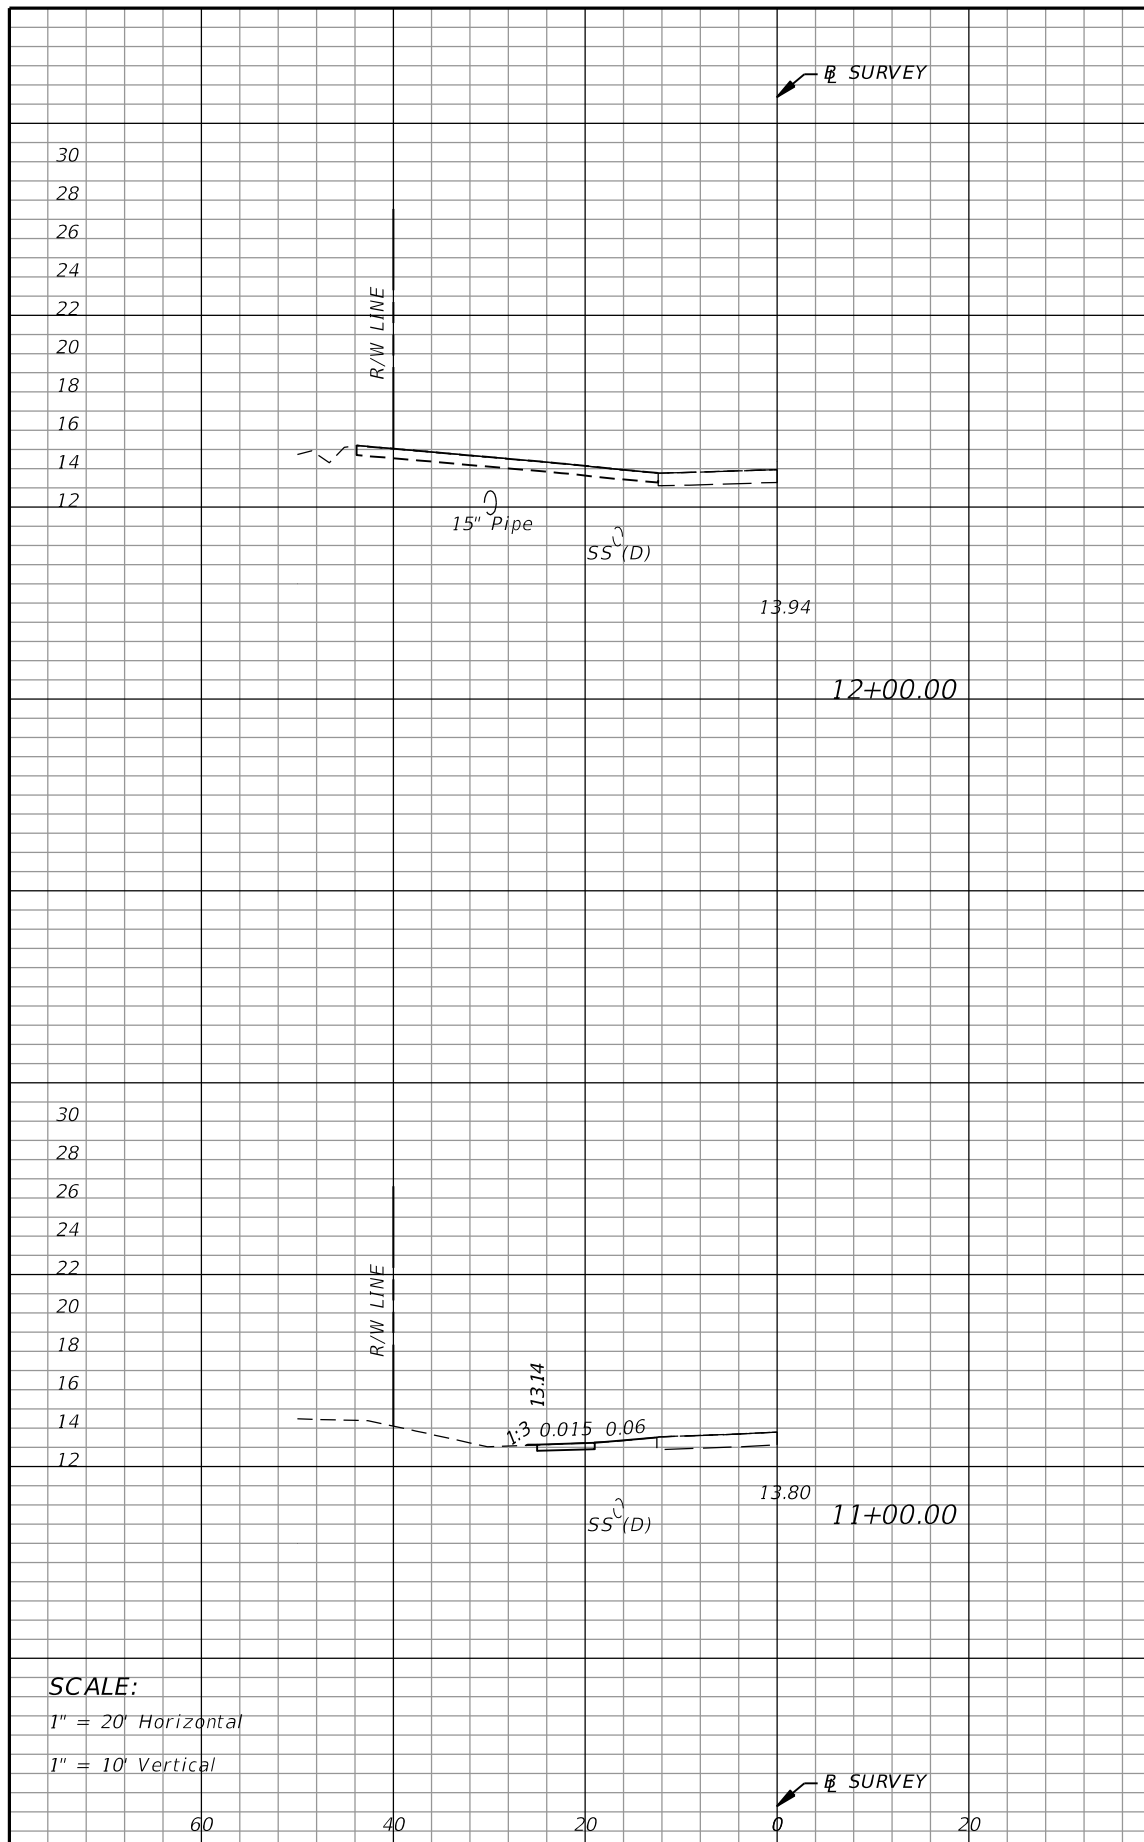 BL SURVEY
30
28
26
24
22
20
18
16
14
12
R/W LINE
15" Pipe
SS (D)
13.94
12+00.00
30
28
26
24
22
20
18
16
14
12
R/W LINE
13.14
1:3 0.015 0.06
13.80
SS (D)
11+00.00
SCALE:
1" = 20' Horizontal
1" = 10' Vertical
BL SURVEY
60 40 20 0 20